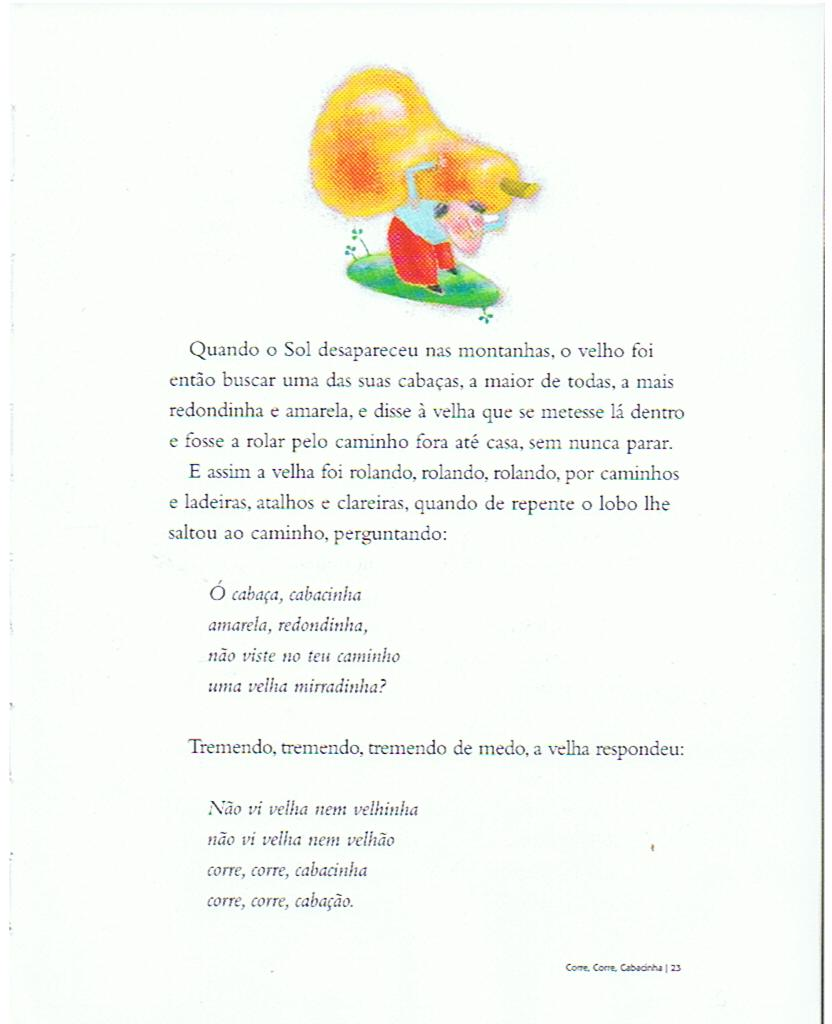 Quando o Sol desapareceu nas montanhas, o velho foi
então buscar uma das suas cabaças, a maior de todas, a mais
redondinha e amarela, e disse à velha que se metesse lá dentro
e fosse a rolar pelo caminho fora até casa, sem nunca parar.
E assim a velha foi rolando, rolando, rolando, por caminhos
e ladeiras, atalhos e clareiras, quando de repente o lobo lhe
saltou ao caminho, perguntando:
Ó cabaça, cabacinha
amarela, redondinha,
não viste no teu caminho
uma velha mirradinha?
Tremendo, tremendo, tremendo de medo, a velha respondeu:
Não vi velha nem velhinha
não vi velha nem velhão
corre, corre, cabacinha
corre, corre, cabação.
Corre, Corre, Cabacinha | 23